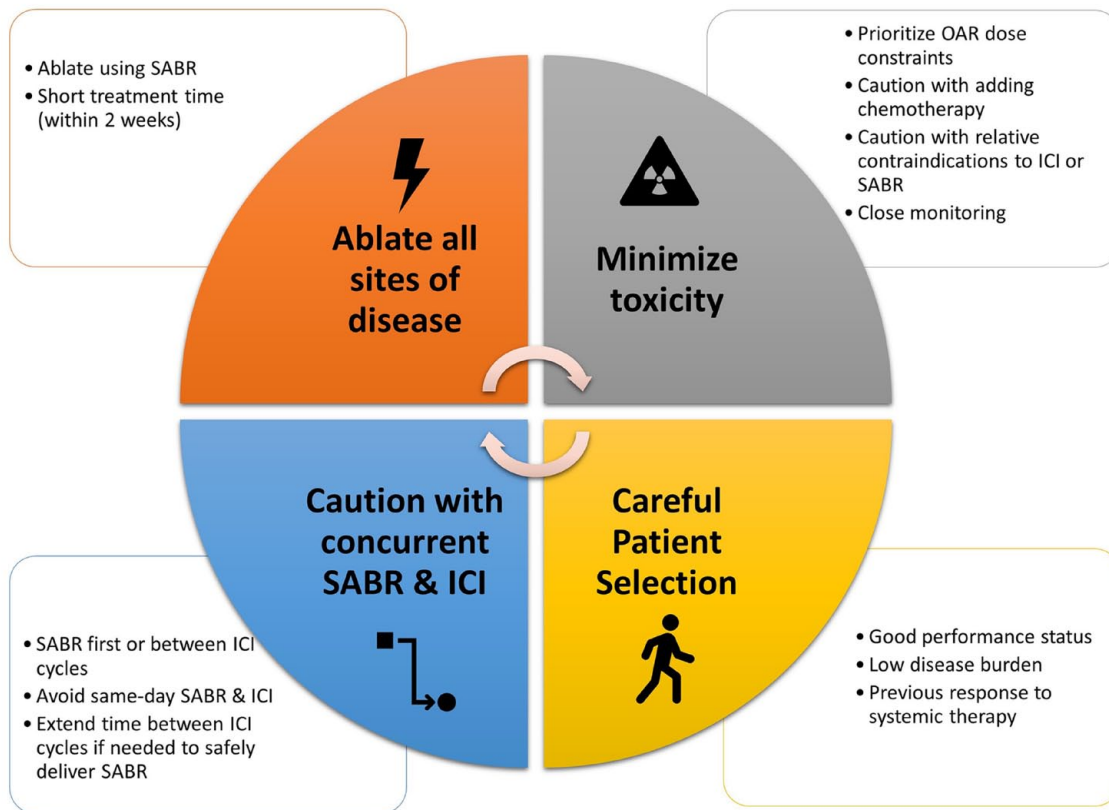 • Ablate using SABR
• Short treatment time
(within 2 weeks)
Ablate all
sites of
disease
• Prioritize OAR dose
constraints
• Caution with adding
chemotherapy
• Caution with relative
contraindications to ICI or
SABR
• Close monitoring
Minimize
toxicity
Caution with
concurrent
SABR & ICI
• SABR first or between ICI
cycles
• Avoid same-day SABR & ICI
• Extend time between ICI
cycles if needed to safely
deliver SABR
Careful
Patient
Selection
• Good performance status
• Low disease burden
• Previous response to
systemic therapy